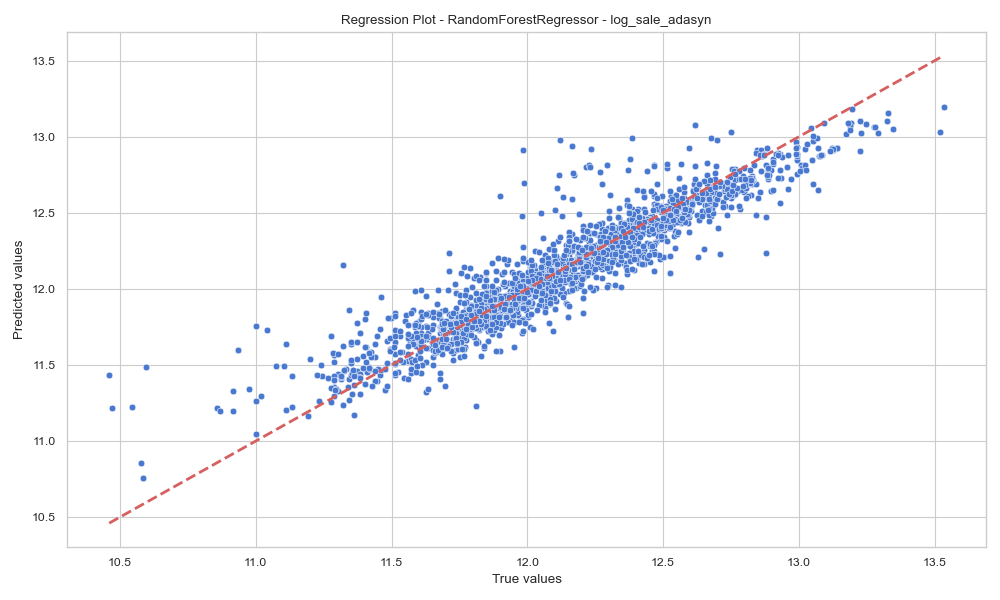 Regression Plot - RandomForestRegressor - log_sale_adasyn
Predicted values
13.5
13.0
12.5
12.0
11.5
11.0
10.5
10.5 11.0 11.5 12.0 12.5 13.0 13.5
True values